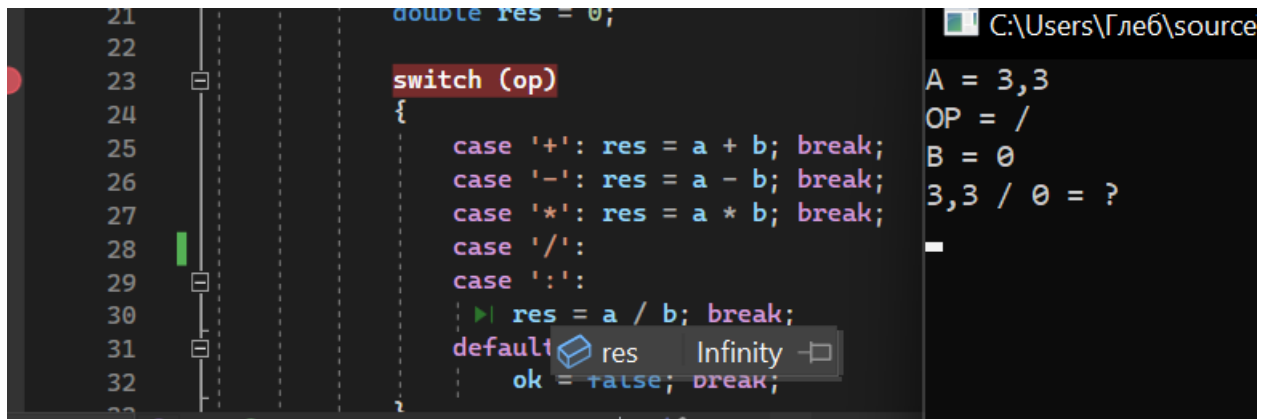 21 double res = 0;
22
23 switch (op)
24 {
25 case '+': res = a + b; break;
26 case '-': res = a - b; break;
27 case '*': res = a * b; break;
28 case '/':
29 case ':':
30 res = a / b; break;
31 default
32 ok = false; break;
33 }
res Infinity
C:\Users\Глеб\source
A = 3,3
OP = /
B = 0
3,3 / 0 = ?